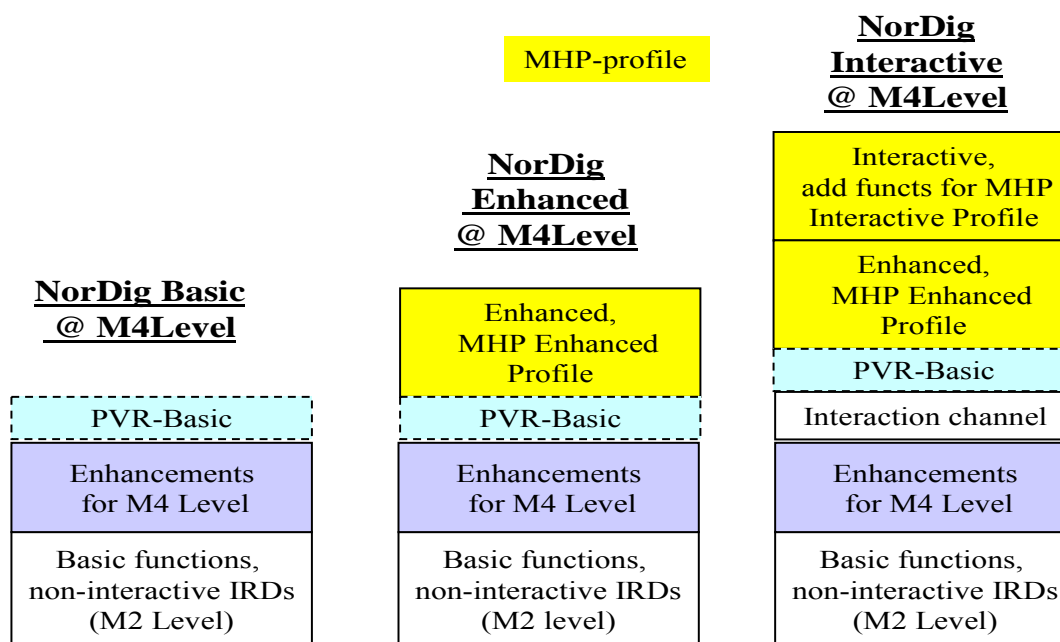 MHP-profile
NorDig Basic
@ M4Level
PVR-Basic
Enhancements
for M4 Level
Basic functions,
non-interactive IRDs
(M2 Level)
NorDig
Enhanced
@ M4Level
Enhanced,
MHP Enhanced
Profile
PVR-Basic
Enhancements
for M4 Level
Basic functions,
non-interactive IRDs
(M2 level)
NorDig
Interactive
@ M4Level
Interactive,
add functs for MHP
Interactive Profile
Enhanced,
MHP Enhanced
Profile
PVR-Basic
Interaction channel
Enhancements
for M4 Level
Basic functions,
non-interactive IRDs
(M2 Level)